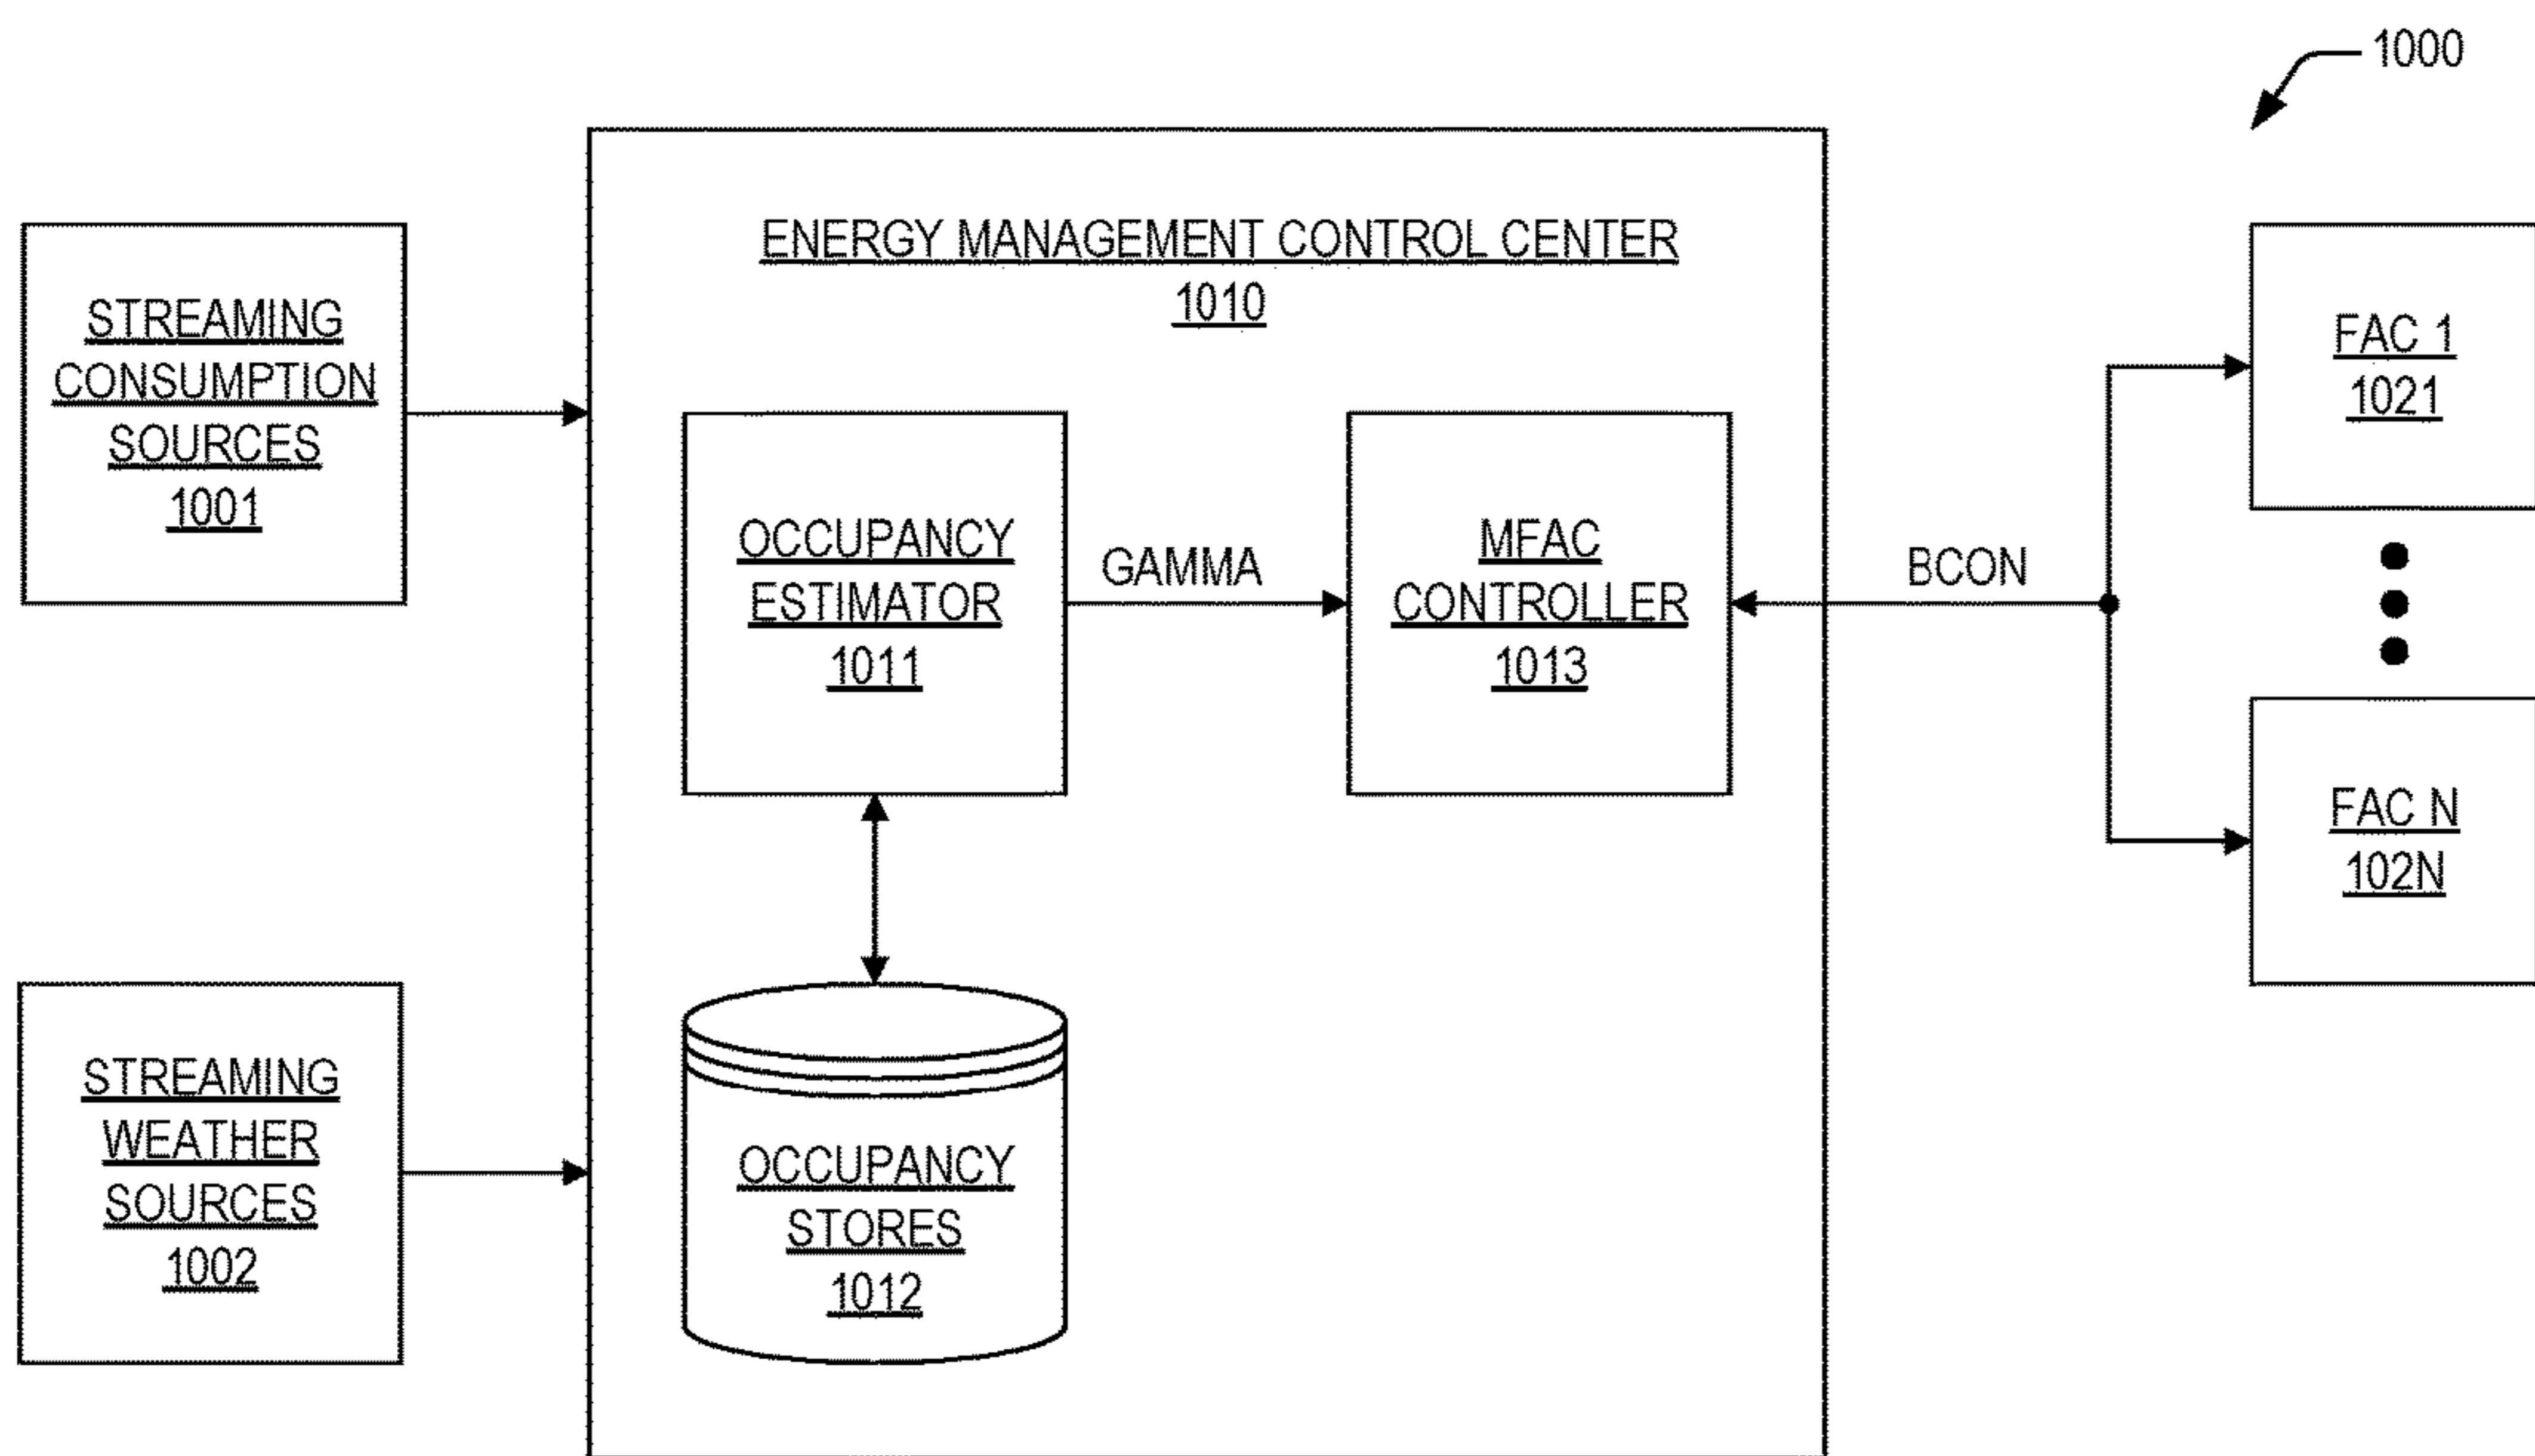 1000
ENERGY MANAGEMENT CONTROL CENTER
1010
STREAMING
CONSUMPTION
SOURCES
1001
OCCUPANCY
ESTIMATOR
1011
GAMMA
MFAC
CONTROLLER
1013
BCON
FAC 1
1021
FAC N
102N
STREAMING
WEATHER
SOURCES
1002
OCCUPANCY
STORES
1012